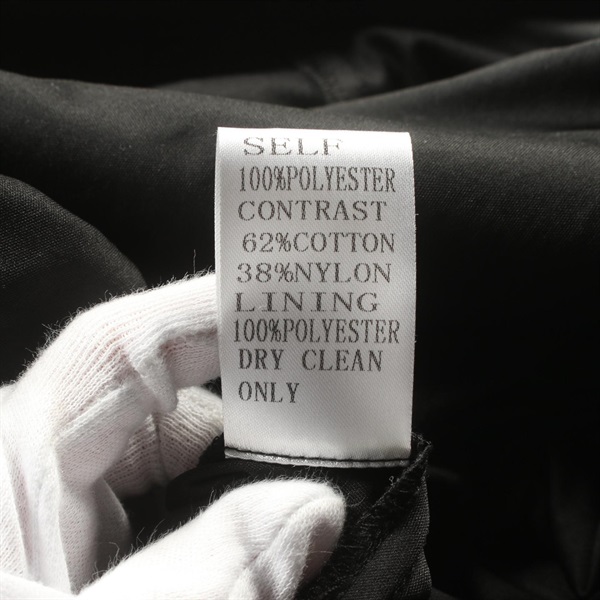 SELF
100%POLYESTER
CONTRAST
62%COTTON
38%NYLON
LINING
100%POLYESTER
DRY CLEAN
ONLY